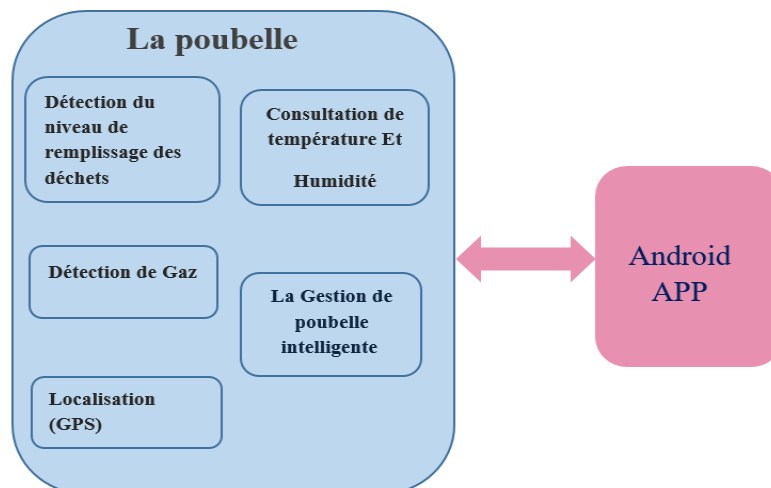 La poubelle
Détection du
niveau de
remplissage des
déchets
Consultation de
température Et
Humidité
Détection de Gaz
La Gestion de
poubelle
intelligente
Localisation
(GPS)
Android
APP